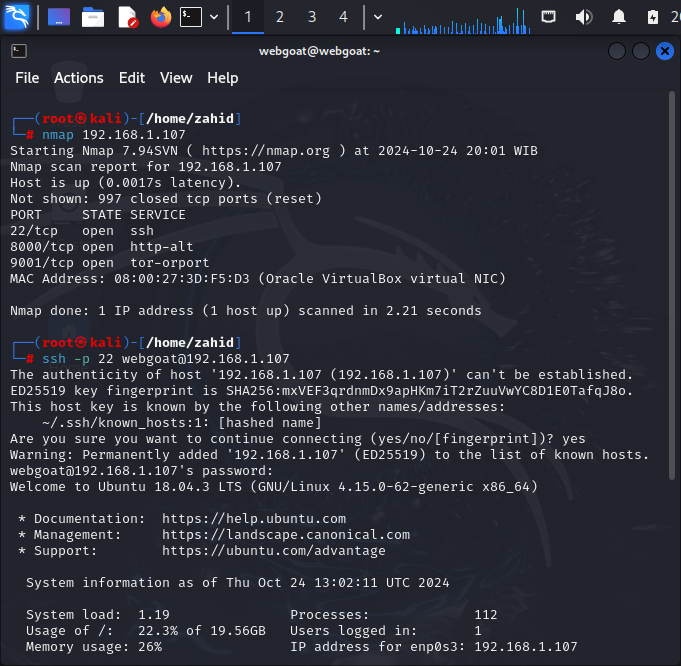 1 2 3 4 20
webgoat@webgoat: ~
File Actions Edit View Help
┌──(root㉿kali)-[/home/zahid]
└─# nmap 192.168.1.107
Starting Nmap 7.94SVN ( https://nmap.org ) at 2024-10-24 20:01 WIB
Nmap scan report for 192.168.1.107
Host is up (0.0017s latency).
Not shown: 997 closed tcp ports (reset)
PORT     STATE SERVICE
22/tcp   open  ssh
8000/tcp open  http-alt
9001/tcp open  tor-orport
MAC Address: 08:00:27:3D:F5:D3 (Oracle VirtualBox virtual NIC)
Nmap done: 1 IP address (1 host up) scanned in 2.21 seconds
┌──(root㉿kali)-[/home/zahid]
└─# ssh -p 22 webgoat@192.168.1.107
The authenticity of host '192.168.1.107 (192.168.1.107)' can't be established.
ED25519 key fingerprint is SHA256:mxVEF3qrdnmDx9apHKm7iT2rZuuVwYC8D1E0TafqJ8o.
This host key is known by the following other names/addresses:
    ~/.ssh/known_hosts:1: [hashed name]
Are you sure you want to continue connecting (yes/no/[fingerprint])? yes
Warning: Permanently added '192.168.1.107' (ED25519) to the list of known hosts.
webgoat@192.168.1.107's password:
Welcome to Ubuntu 18.04.3 LTS (GNU/Linux 4.15.0-62-generic x86_64)
 * Documentation:  https://help.ubuntu.com
 * Management:     https://landscape.canonical.com
 * Support:        https://ubuntu.com/advantage
  System information as of Thu Oct 24 13:02:11 UTC 2024
  System load:  1.19               Processes:             112
  Usage of /:   22.3% of 19.56GB   Users logged in:       1
  Memory usage: 26%                IP address for enp0s3: 192.168.1.107